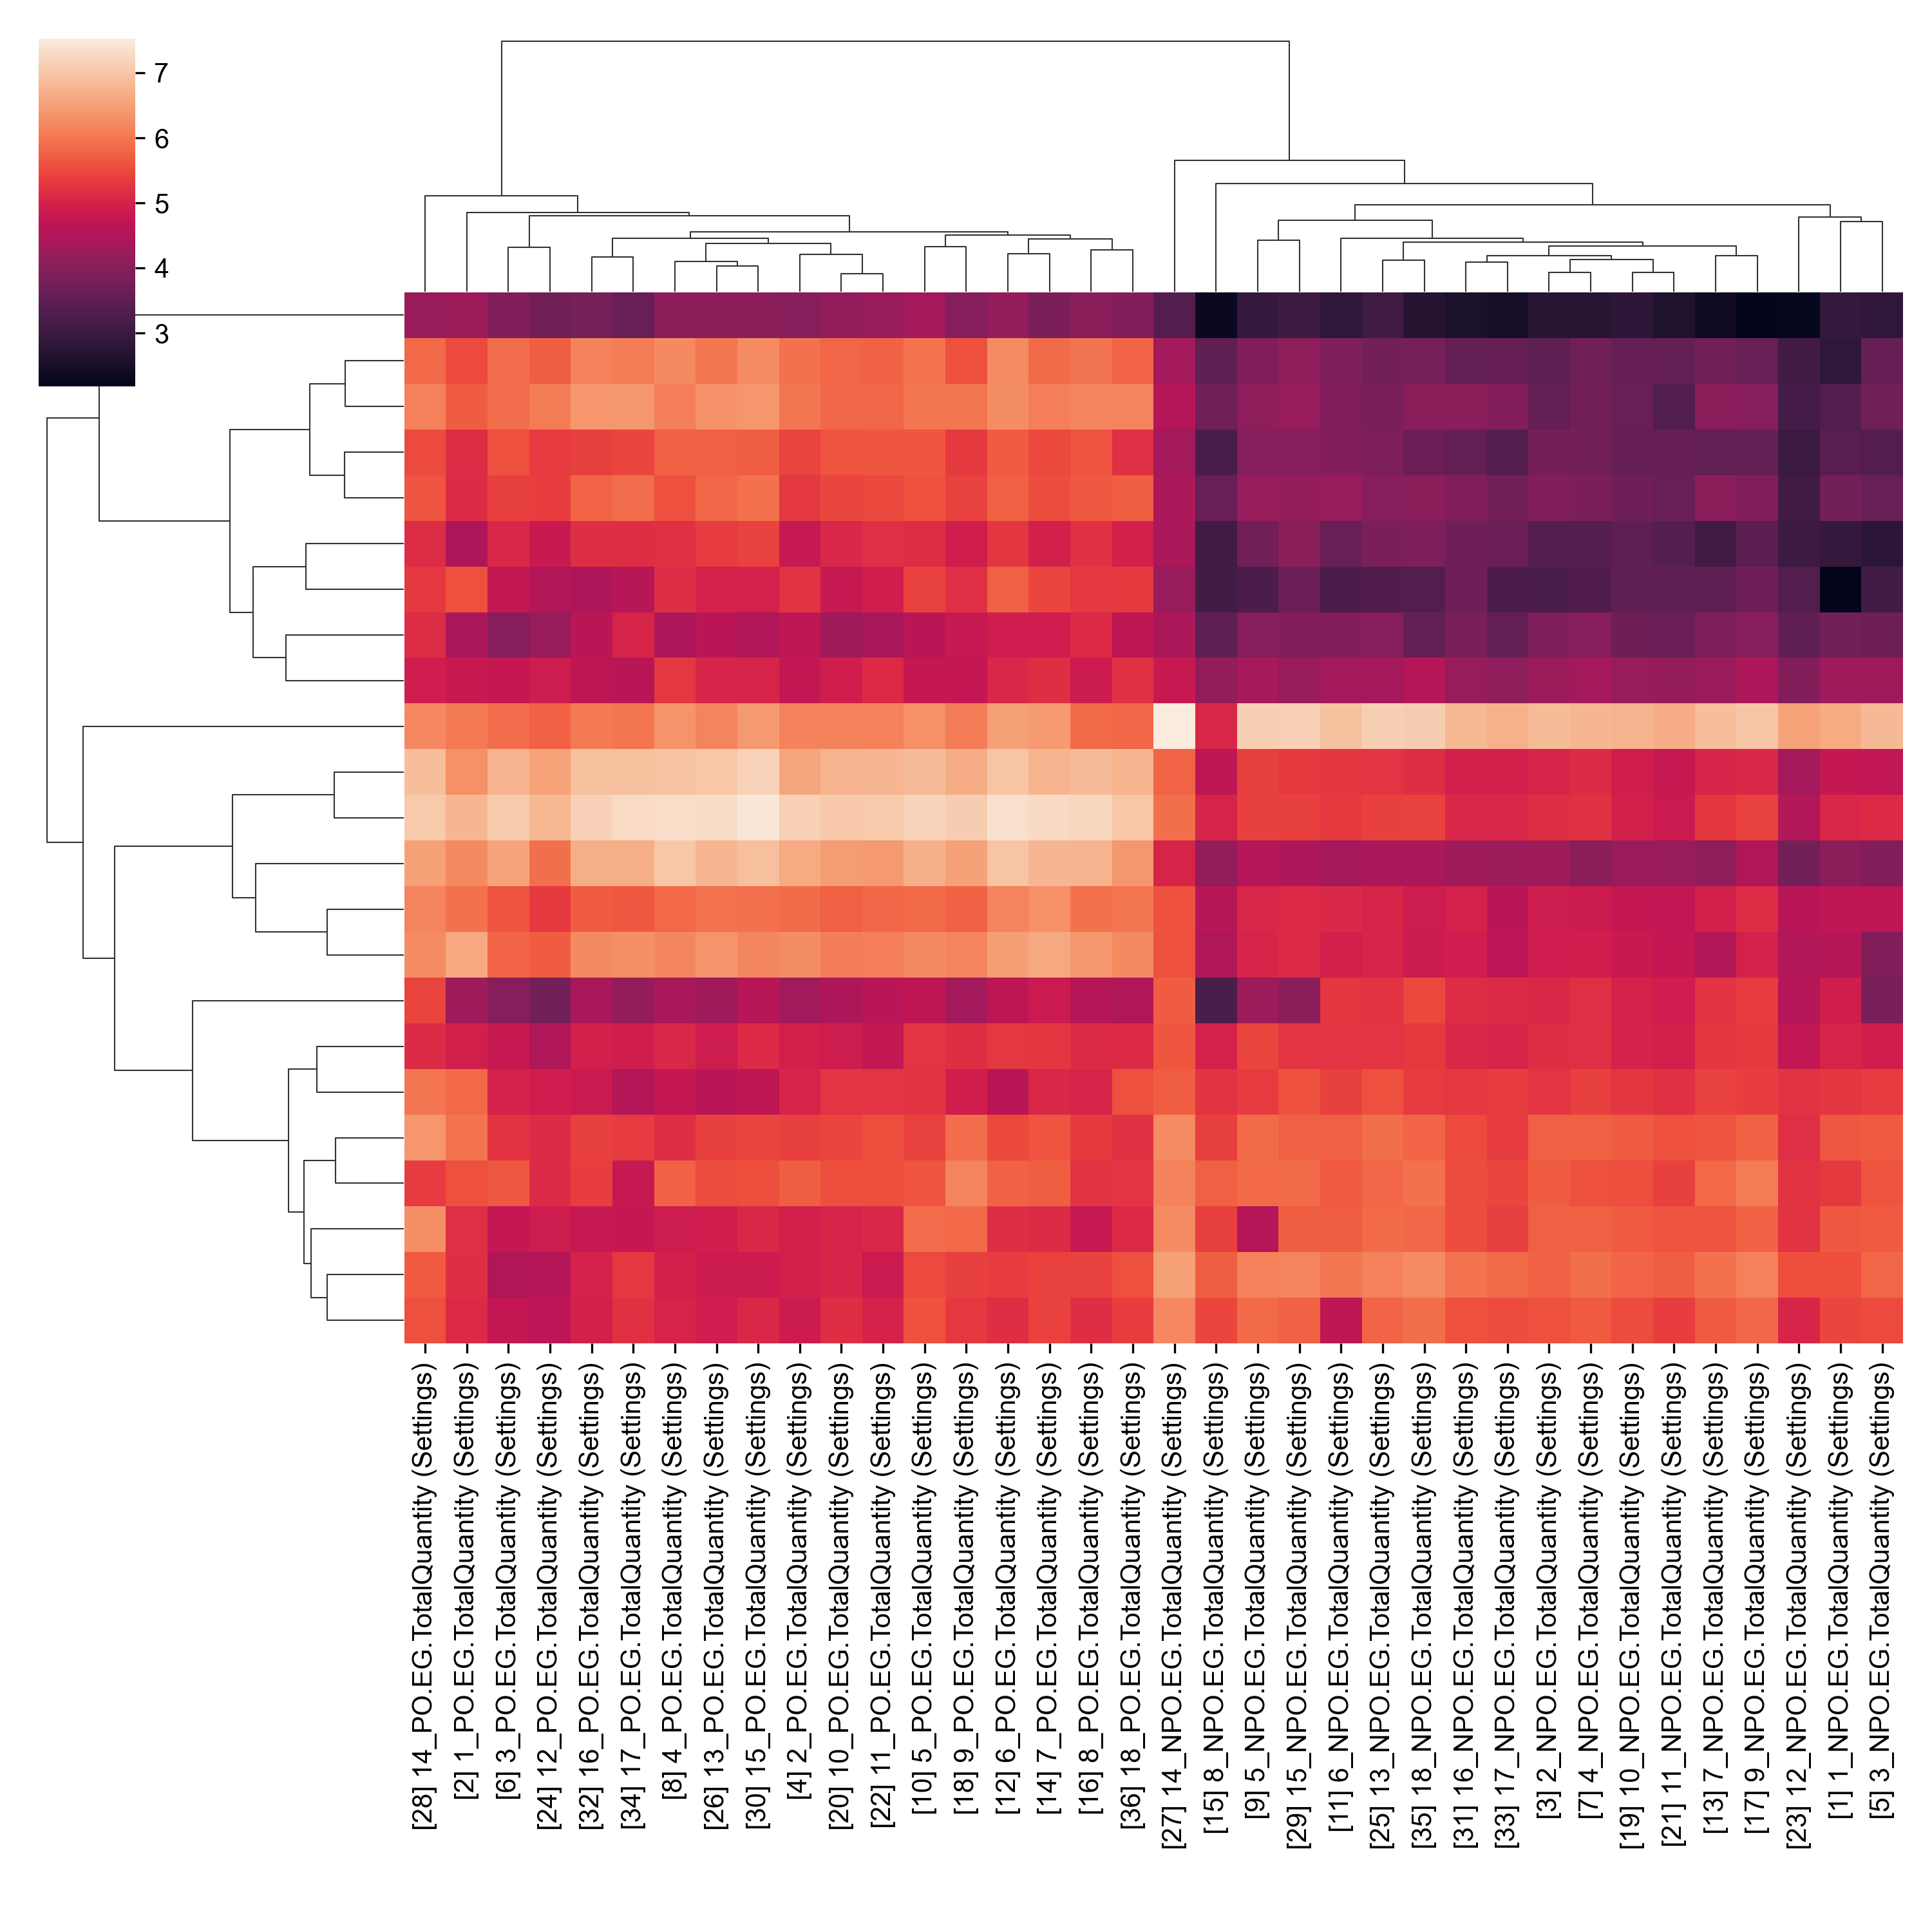 7
6
5
4
3
[28] 14_PO.EG.TotalQuantity (Settings)
[2] 1_PO.EG.TotalQuantity (Settings)
[6] 3_PO.EG.TotalQuantity (Settings)
[24] 12_PO.EG.TotalQuantity (Settings)
[32] 16_PO.EG.TotalQuantity (Settings)
[34] 17_PO.EG.TotalQuantity (Settings)
[8] 4_PO.EG.TotalQuantity (Settings)
[26] 13_PO.EG.TotalQuantity (Settings)
[30] 15_PO.EG.TotalQuantity (Settings)
[4] 2_PO.EG.TotalQuantity (Settings)
[20] 10_PO.EG.TotalQuantity (Settings)
[22] 11_PO.EG.TotalQuantity (Settings)
[10] 5_PO.EG.TotalQuantity (Settings)
[18] 9_PO.EG.TotalQuantity (Settings)
[12] 6_PO.EG.TotalQuantity (Settings)
[14] 7_PO.EG.TotalQuantity (Settings)
[16] 8_PO.EG.TotalQuantity (Settings)
[36] 18_PO.EG.TotalQuantity (Settings)
[27] 14_NPO.EG.TotalQuantity (Settings)
[15] 8_NPO.EG.TotalQuantity (Settings)
[9] 5_NPO.EG.TotalQuantity (Settings)
[29] 15_NPO.EG.TotalQuantity (Settings)
[11] 6_NPO.EG.TotalQuantity (Settings)
[25] 13_NPO.EG.TotalQuantity (Settings)
[35] 18_NPO.EG.TotalQuantity (Settings)
[31] 16_NPO.EG.TotalQuantity (Settings)
[33] 17_NPO.EG.TotalQuantity (Settings)
[3] 2_NPO.EG.TotalQuantity (Settings)
[7] 4_NPO.EG.TotalQuantity (Settings)
[19] 10_NPO.EG.TotalQuantity (Settings)
[21] 11_NPO.EG.TotalQuantity (Settings)
[13] 7_NPO.EG.TotalQuantity (Settings)
[17] 9_NPO.EG.TotalQuantity (Settings)
[23] 12_NPO.EG.TotalQuantity (Settings)
[1] 1_NPO.EG.TotalQuantity (Settings)
[5] 3_NPO.EG.TotalQuantity (Settings)